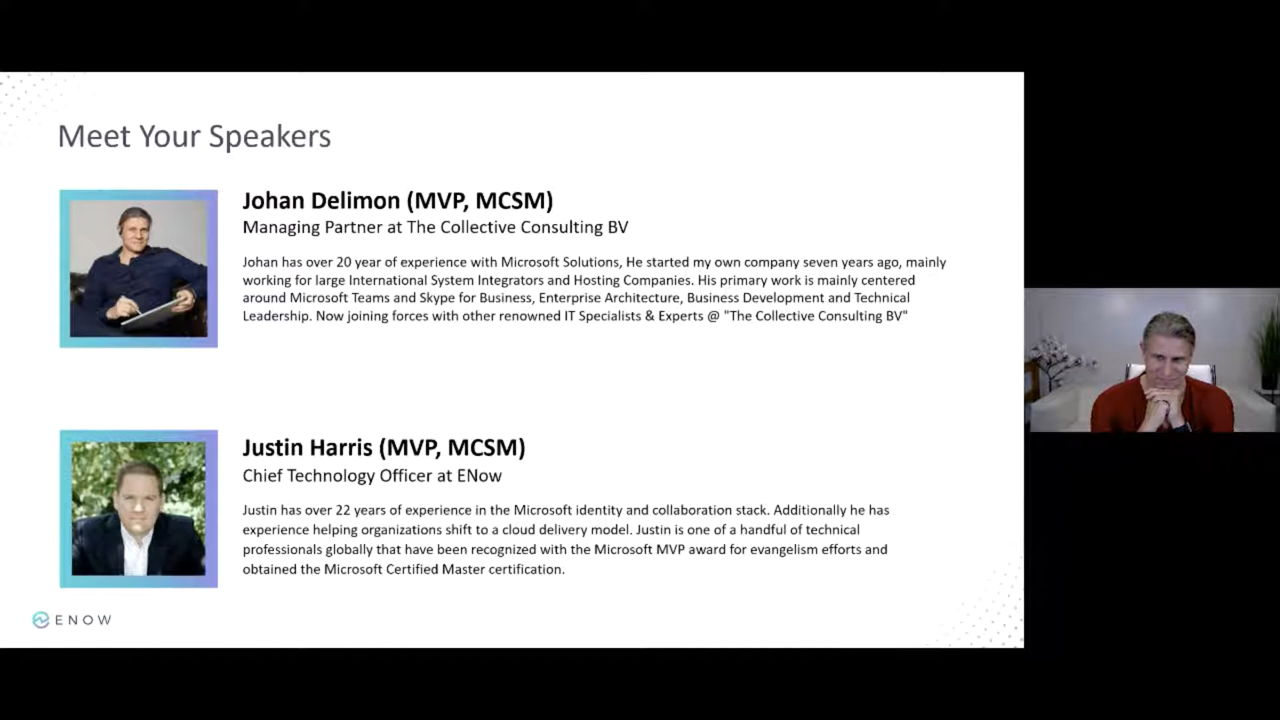 Meet Your Speakers
Johan Delimon (MVP, MCSM)
Managing Partner at The Collective Consulting BV
Johan has over 20 year of experience with Microsoft Solutions, He started my own company seven years ago, mainly
working for large International System Integrators and Hosting Companies. His primary work is mainly centered
around Microsoft Teams and Skype for Business, Enterprise Architecture, Business Development and Technical
Leadership. Now joining forces with other renowned IT Specialists & Experts @ "The Collective Consulting BV"
Justin Harris (MVP, MCSM)
Chief Technology Officer at ENow
Justin has over 22 years of experience in the Microsoft identity and collaboration stack. Additionally he has
experience helping organizations shift to a cloud delivery model. Justin is one of a handful of technical
professionals globally that have been recognized with the Microsoft MVP award for evangelism efforts and
obtained the Microsoft Certified Master certification.
ENOW